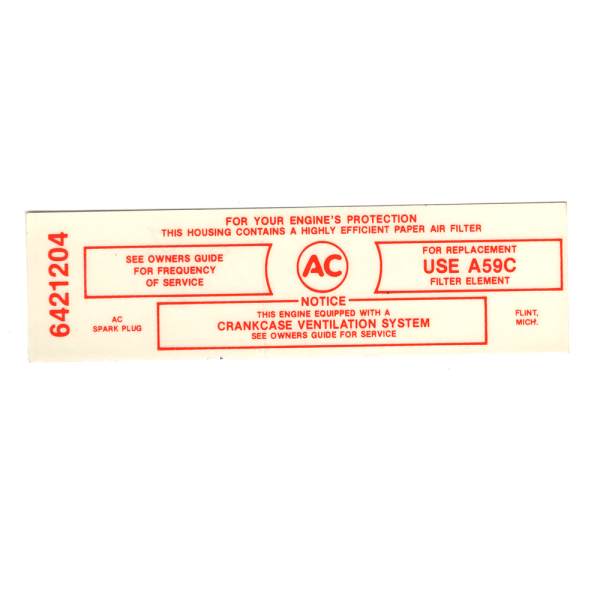 6421204
FOR YOUR ENGINE'S PROTECTION
THIS HOUSING CONTAINS A HIGHLY EFFICIENT PAPER AIR FILTER
SEE OWNERS GUIDE
FOR FREQUENCY
OF SERVICE
AC
FOR REPLACEMENT
USE A59C
FILTER ELEMENT
NOTICE
THIS ENGINE EQUIPPED WITH A
CRANKCASE VENTILATION SYSTEM
SEE OWNERS GUIDE FOR SERVICE
AC
SPARK PLUG
FLINT,
MICH.